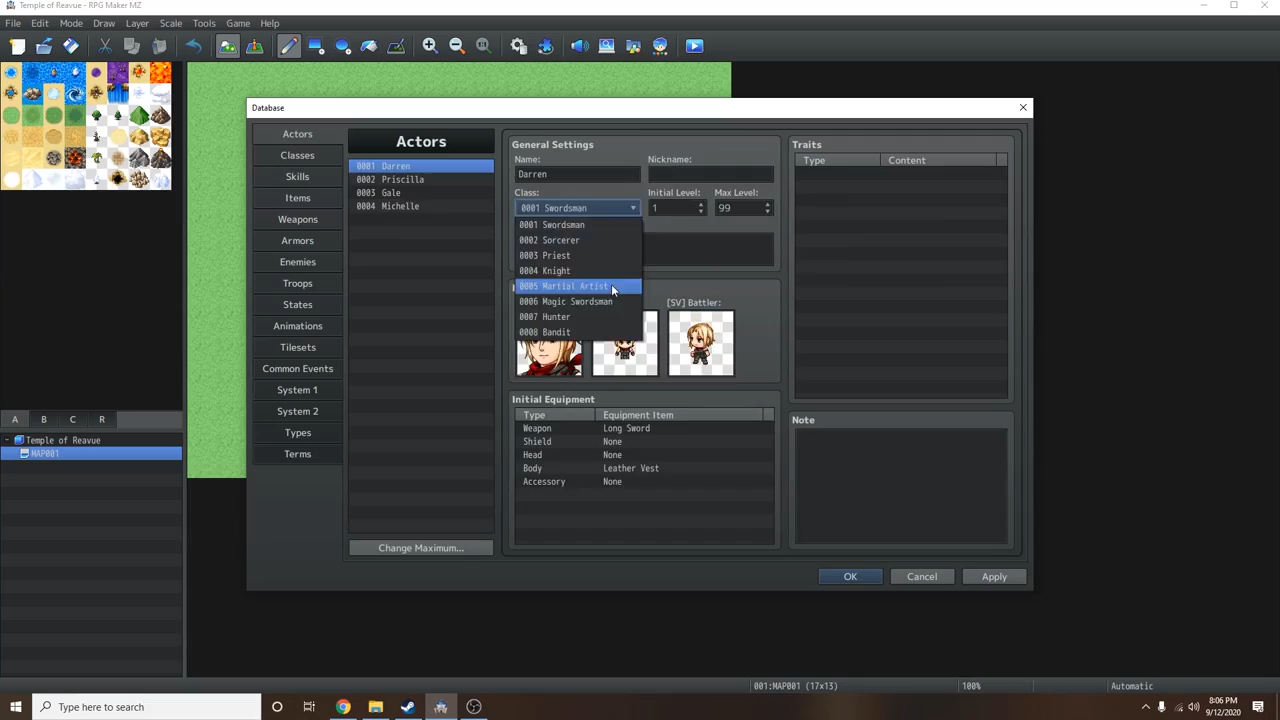 Temple of Reavue - RPG Maker MZ
File Edit Mode Draw Layer Scale Tools Game Help
Database
Actors
Classes
Skills
Items
Weapons
Armors
Enemies
Troops
States
Animations
Tilesets
Common Events
System 1
System 2
Types
Terms
Actors
0001 Darren
0002 Priscilla
0003 Gale
0004 Michelle
Change Maximum...
General Settings
Name: Nickname:
Darren
Class: Initial Level: Max Level:
0001 Swordsman 1 99
0001 Swordsman
0002 Sorcerer
0003 Priest
0004 Knight
0005 Martial Artist
0006 Magic Swordsman
0007 Hunter
0008 Bandit
[SV] Battler:
Initial Equipment
Type Equipment Item
Weapon Long Sword
Shield None
Head None
Body Leather Vest
Accessory None
Traits
Type Content
Note
OK Cancel Apply
A B C R
Temple of Reavue
MAP001
001:MAP001 (17x13) 100% Automatic
Type here to search
8:06 PM
9/12/2020